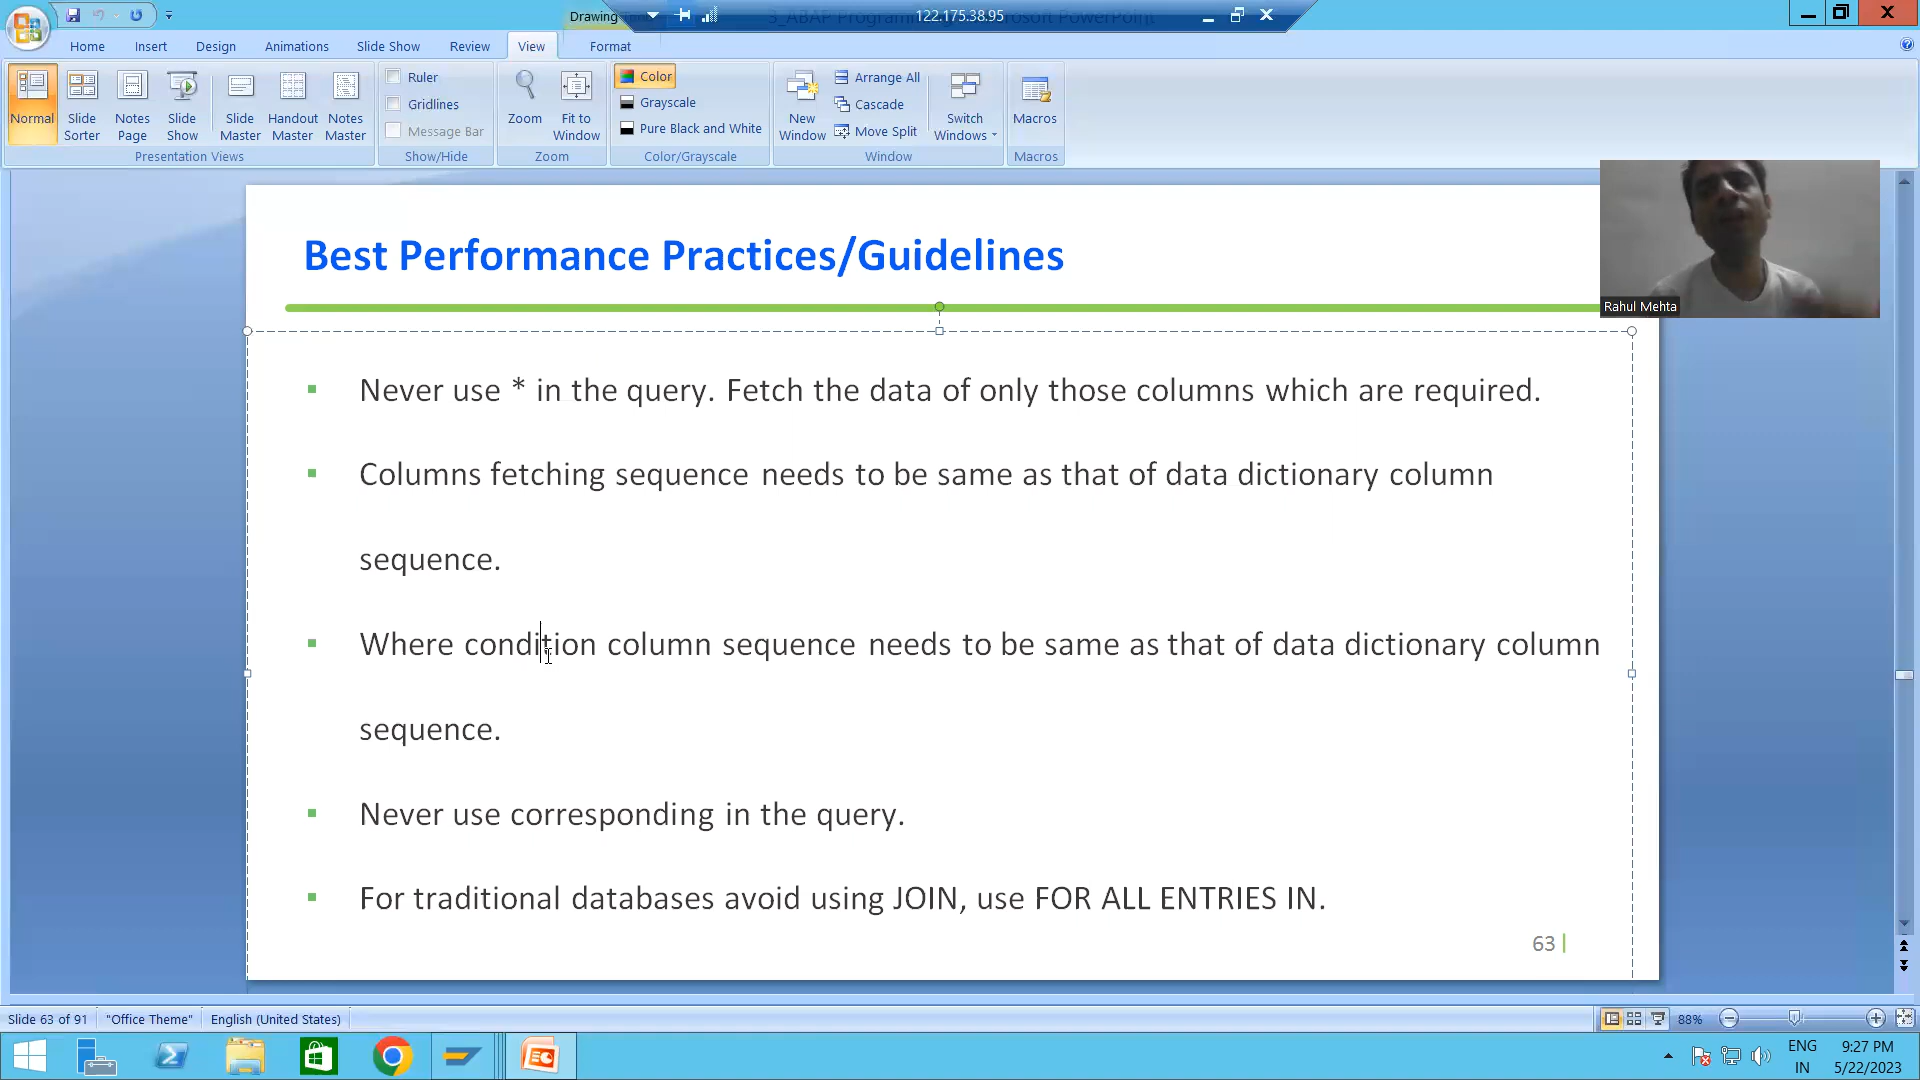 Drawing
122.175.38.95
Home Insert Design Animations Slide Show Review View Format
Normal
Slide Sorter
Notes Page
Slide Show
Slide Master
Handout Master
Notes Master
Presentation Views
Ruler
Gridlines
Message Bar
Show/Hide
Zoom
Fit to Window
Zoom
Color
Grayscale
Pure Black and White
Color/Grayscale
New Window
Arrange All
Cascade
Move Split
Switch Windows
Window
Macros
Macros
Rahul Mehta
Best Performance Practices/Guidelines
Never use * in the query. Fetch the data of only those columns which are required.
Columns fetching sequence needs to be same as that of data dictionary column
sequence.
Where condition column sequence needs to be same as that of data dictionary column
sequence.
Never use corresponding in the query.
For traditional databases avoid using JOIN, use FOR ALL ENTRIES IN.
63
Slide 63 of 91 "Office Theme" English (United States) 88%
ENG 9:27 PM
IN 5/22/2023